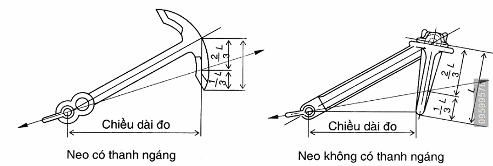 2/3 L
1/3 L
L
Chiều dài đo
Neo có thanh ngáng
2/3 L
1/3 L
L
Chiều dài đo
Neo không có thanh ngáng